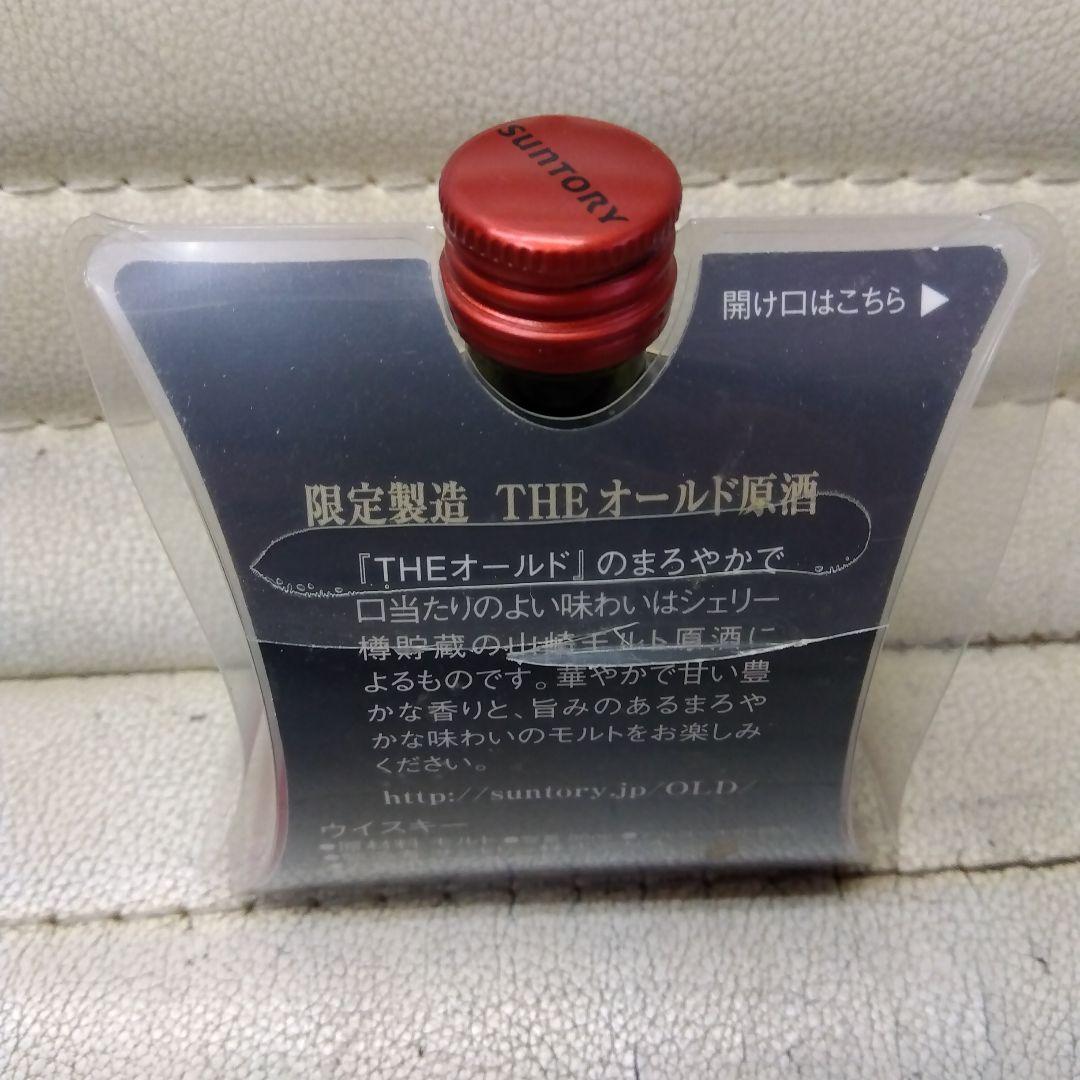 SUNTORY
開け口はこちら ▶
限定製造 THEオールド原酒
『THEオールド』のまろやかで
口当たりのよい味わいはシェリー
樽貯蔵の山崎モルト原酒に
よるものです。華やかで甘い豊
かな香りと、旨みのあるまろや
かな味わいのモルトをお楽しみ
ください。
http://suntory.jp/OLD/
ウイスキー
●原材料 モルト